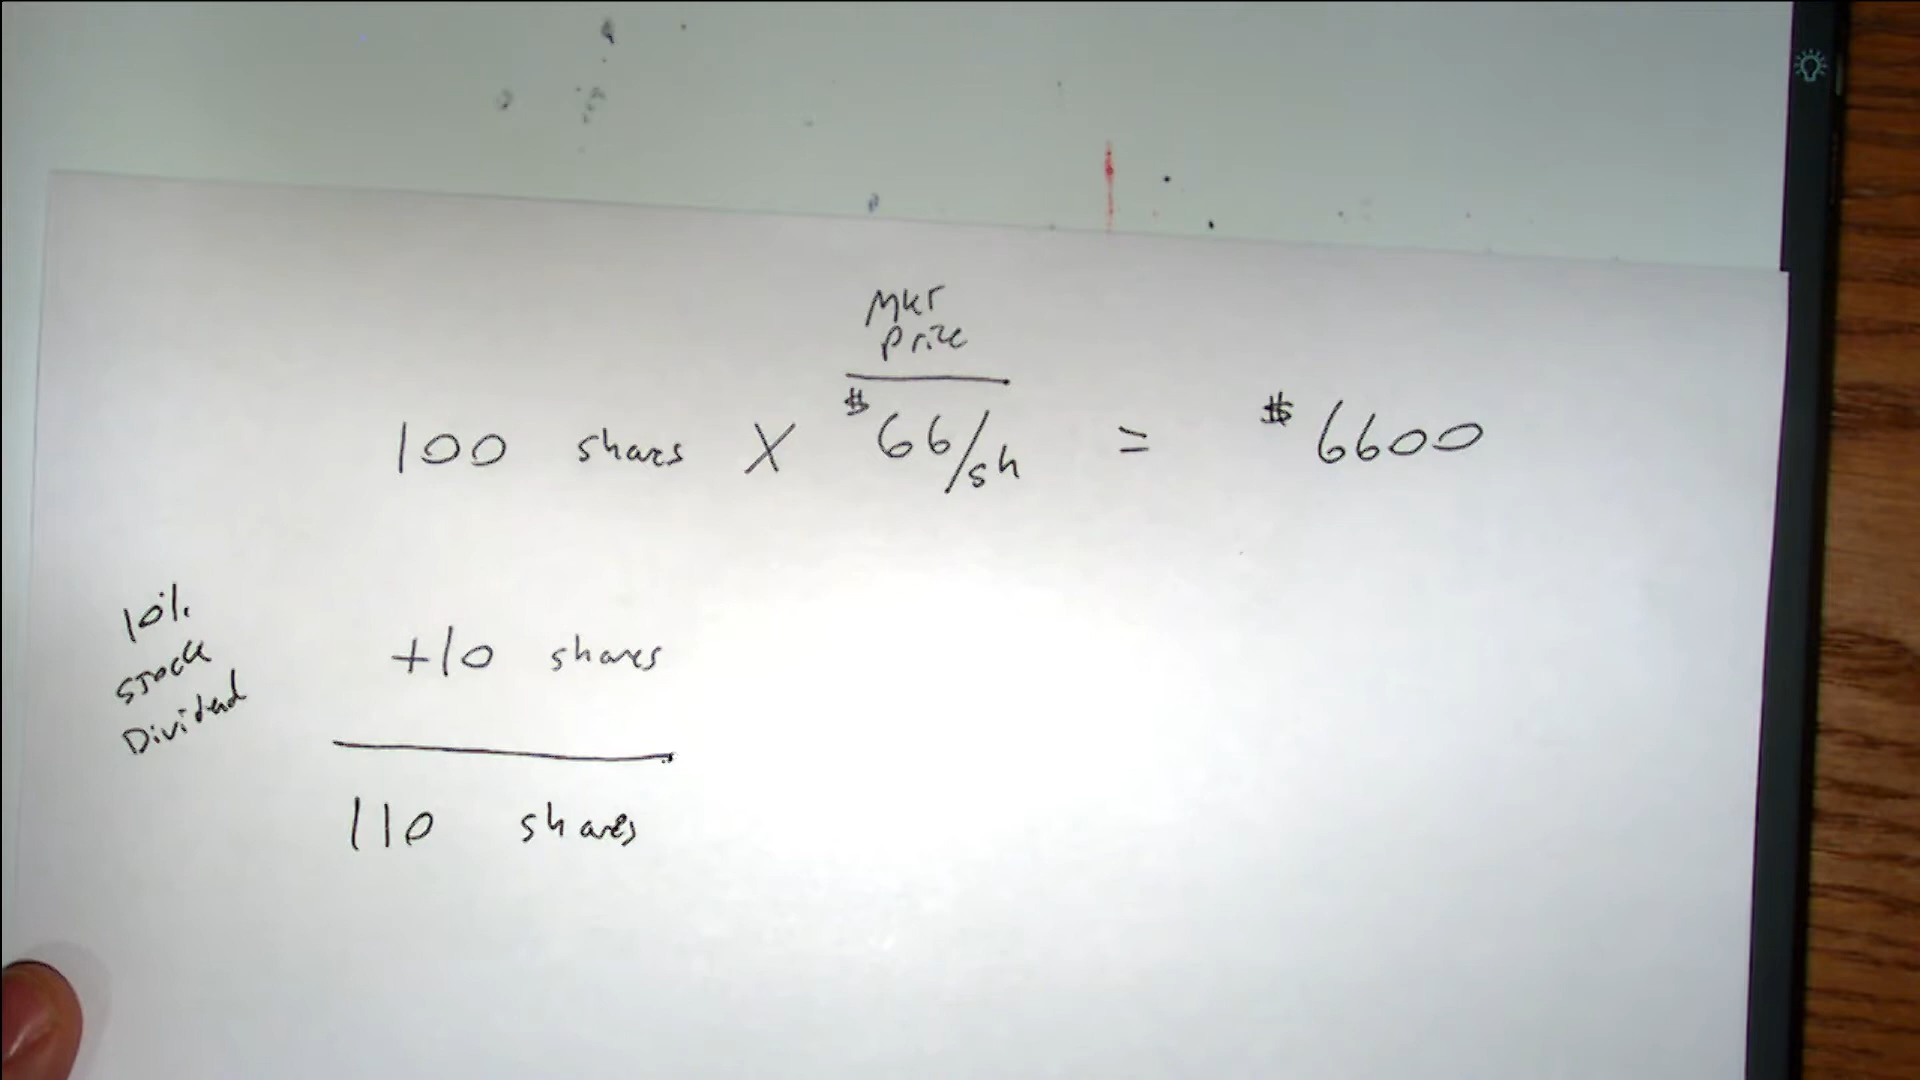 Mkt
Price
100 shares X $66/sh = $6600
10%
Stock
Dividend
+10 shares
110 shares